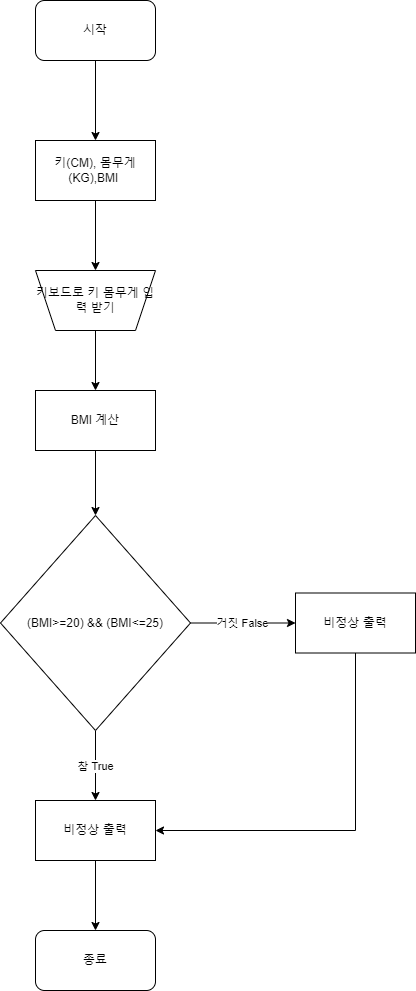 시작
키(CM), 몸무게
(KG),BMI
키보드로 키 몸무게 입
력 받기
BMI 계산
(BMI>=20) && (BMI<=25)
거짓 False
비정상 출력
참 True
비정상 출력
종료